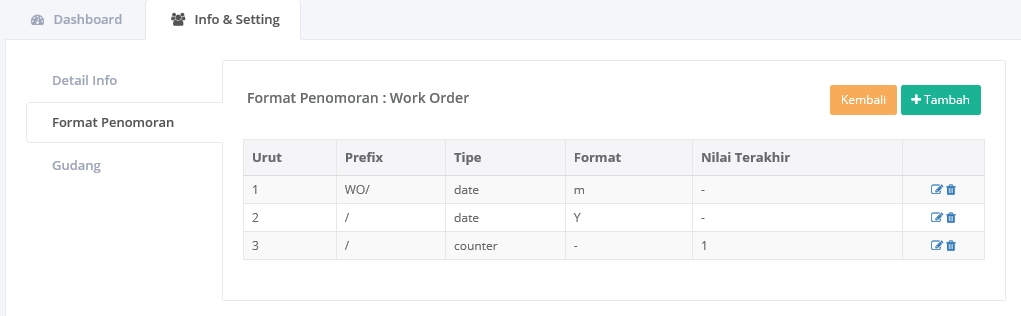 Dashboard Info & Setting
Detail Info
Format Penomoran
Gudang
Format Penomoran : Work Order
Kembali Tambah
Urut Prefix Tipe Format Nilai Terakhir
1 WO/ date m -
2 / date Y -
3 / counter - 1